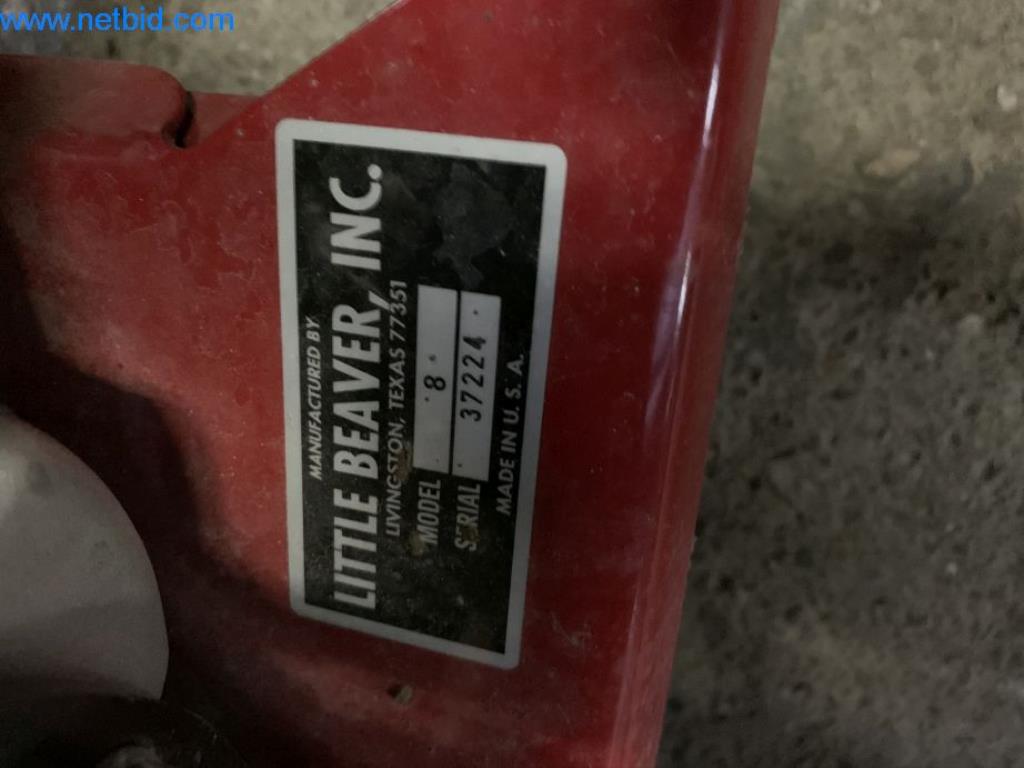 www.netbid.com
MANUFACTURED BY
LITTLE BEAVER, INC.
LIVINGSTON, TEXAS 77351
MODEL 8
SERIAL 37224
MADE IN U. S. A.